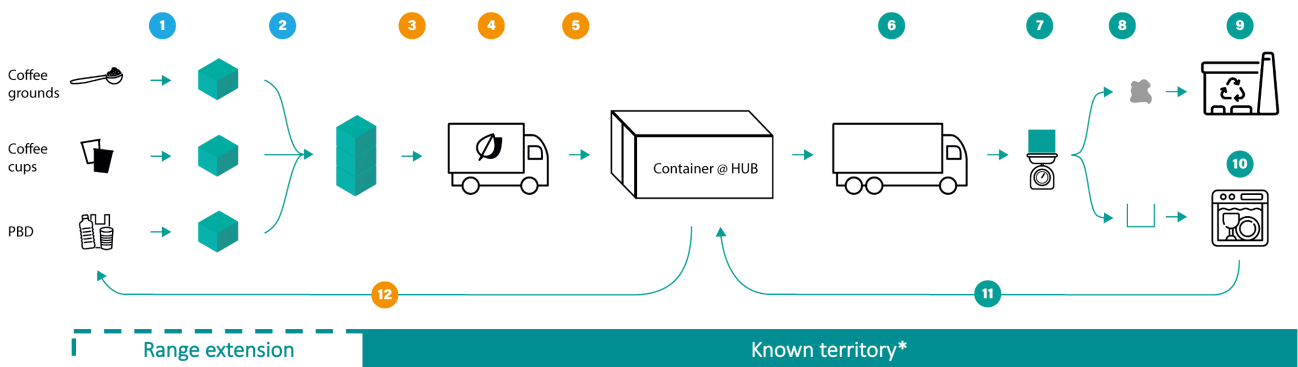 1
2
3
4
5
6
7
8
9
Coffee
grounds
Coffee
cups
Container @ HUB
10
PBD
12
11
Range extension
Known territory*